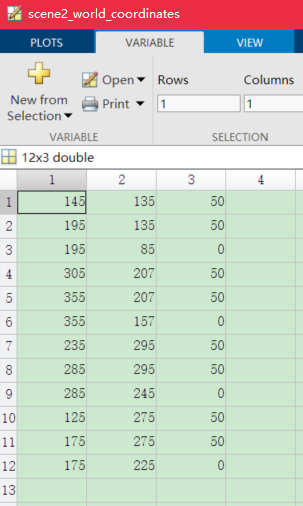 scene2_world_coordinates
PLOTS VARIABLE VIEW
New from Selection
Open
Print
Rows Columns
1 1
VARIABLE SELECTION
12x3 double
1 2 3 4
1 145 135 50
2 195 135 50
3 195 85 0
4 305 207 50
5 355 207 50
6 355 157 0
7 235 295 50
8 285 295 50
9 285 245 0
10 125 275 50
11 175 275 50
12 175 225 0
13